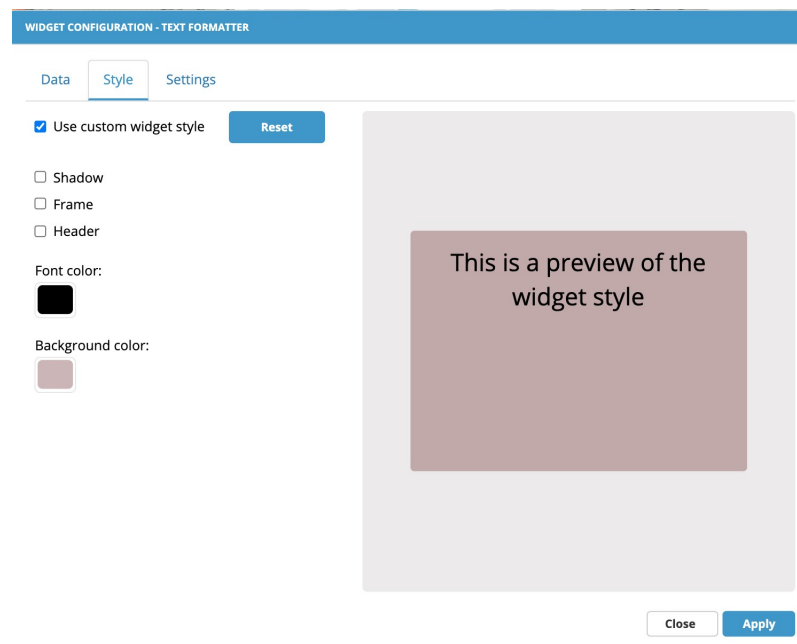 WIDGET CONFIGURATION - TEXT FORMATTER
Data Style Settings
Use custom widget style Reset
Shadow
Frame
Header
Font color:
Background color:
This is a preview of the
widget style
Close Apply